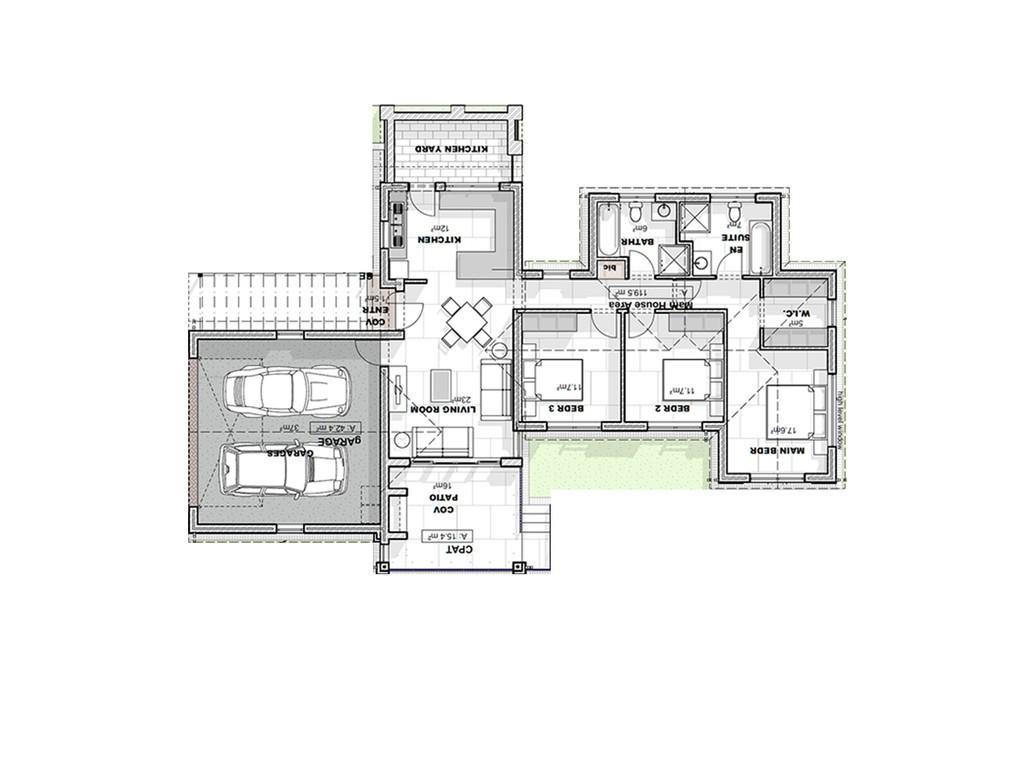 KITCHEN YARD
12m²
KITCHEN
6m²
BATHR
7m²
EN
SUITE
bic
A: 119.5 m²
Main House Area
1.5m²
COV
ENTR
W.I.C.
5m²
23m²
LIVING ROOM
11.7m²
BEDR 3
11.7m²
BEDR 2
17.6m²
MAIN BEDR
high level window
37m²
A: 42.4 m²
gARAGE
GARAGES
16m²
COV
PATIO
A: 15.4 m²
CPAT